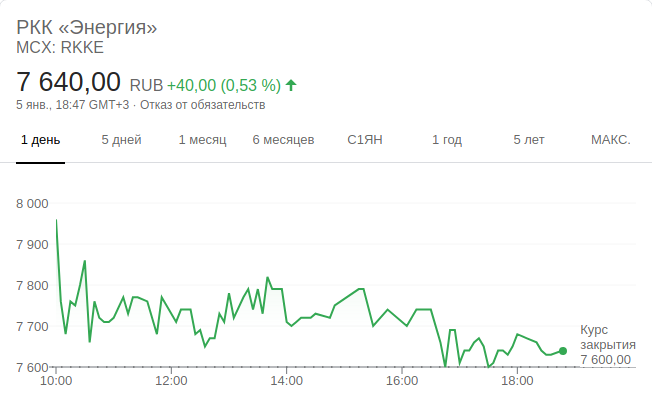 РКК «Энергия»
MCX: RKKE
7 640,00 RUB +40,00 (0,53 %)
5 янв., 18:47 GMT+3 · Отказ от обязательств
1 день 5 дней 1 месяц 6 месяцев С1ЯН 1 год 5 лет МАКС.
8 000
7 900
7 800
7 700
7 600
Курс
закрытия
7 600,00
10:00 12:00 14:00 16:00 18:00